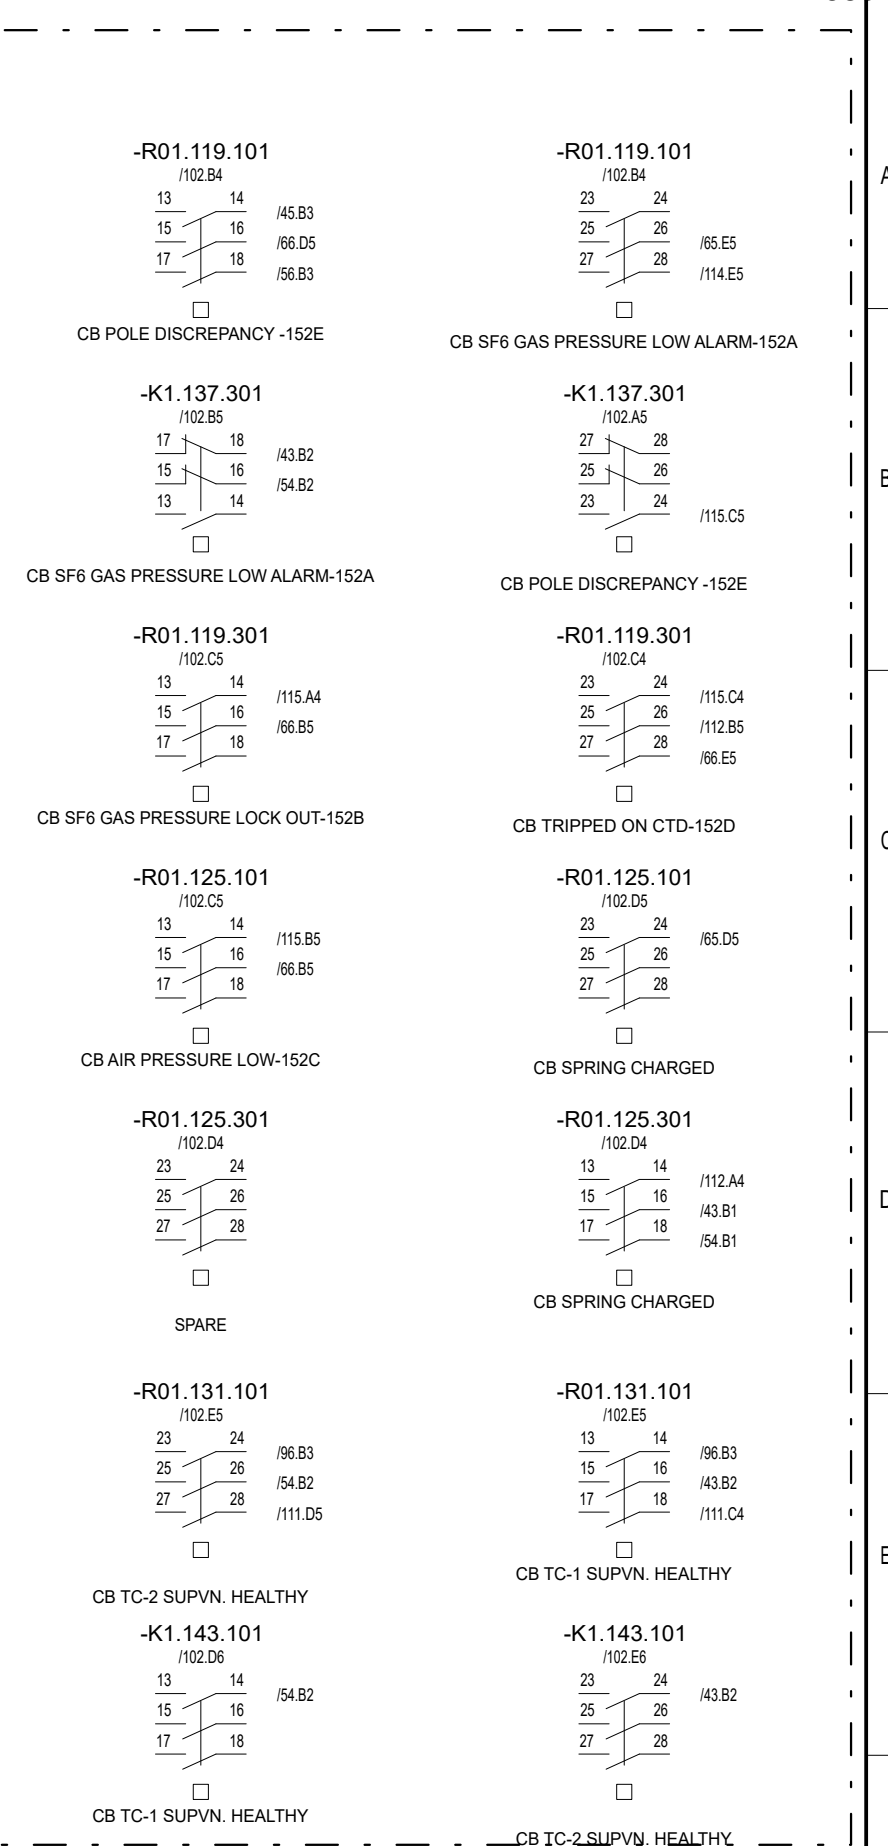 -R01.119.101
/102.B4
13 14
/45.B3
15 16
/66.D5
17 18
/56.B3
CB POLE DISCREPANCY -152E
-R01.119.101
/102.B4
23 24
25 26
/65.E5
27 28
/114.E5
CB SF6 GAS PRESSURE LOW ALARM-152A
A
-K1.137.301
/102.B5
17 18
/43.B2
15 16
/54.B2
13 14
CB SF6 GAS PRESSURE LOW ALARM-152A
-K1.137.301
/102.A5
27 28
25 26
23 24
/115.C5
CB POLE DISCREPANCY -152E
B
-R01.119.301
/102.C5
13 14
/115.A4
15 16
/66.B5
17 18
CB SF6 GAS PRESSURE LOCK OUT-152B
-R01.119.301
/102.C4
23 24
/115.C4
25 26
/112.B5
27 28
/66.E5
CB TRIPPED ON CTD-152D
-R01.125.101
/102.C5
13 14
/115.B5
15 16
/66.B5
17 18
CB AIR PRESSURE LOW-152C
-R01.125.101
/102.D5
23 24
/65.D5
25 26
27 28
CB SPRING CHARGED
-R01.125.301
/102.D4
23 24
25 26
27 28
SPARE
-R01.125.301
/102.D4
13 14
/112.A4
15 16
/43.B1
17 18
/54.B1
CB SPRING CHARGED
D
-R01.131.101
/102.E5
23 24
/96.B3
25 26
/54.B2
27 28
/111.D5
CB TC-2 SUPVN. HEALTHY
-R01.131.101
/102.E5
13 14
/96.B3
15 16
/43.B2
17 18
/111.C4
CB TC-1 SUPVN. HEALTHY
E
-K1.143.101
/102.D6
13 14
/54.B2
15 16
17 18
CB TC-1 SUPVN. HEALTHY
-K1.143.101
/102.E6
23 24
/43.B2
25 26
27 28
CB TC-2 SUPVN. HEALTHY